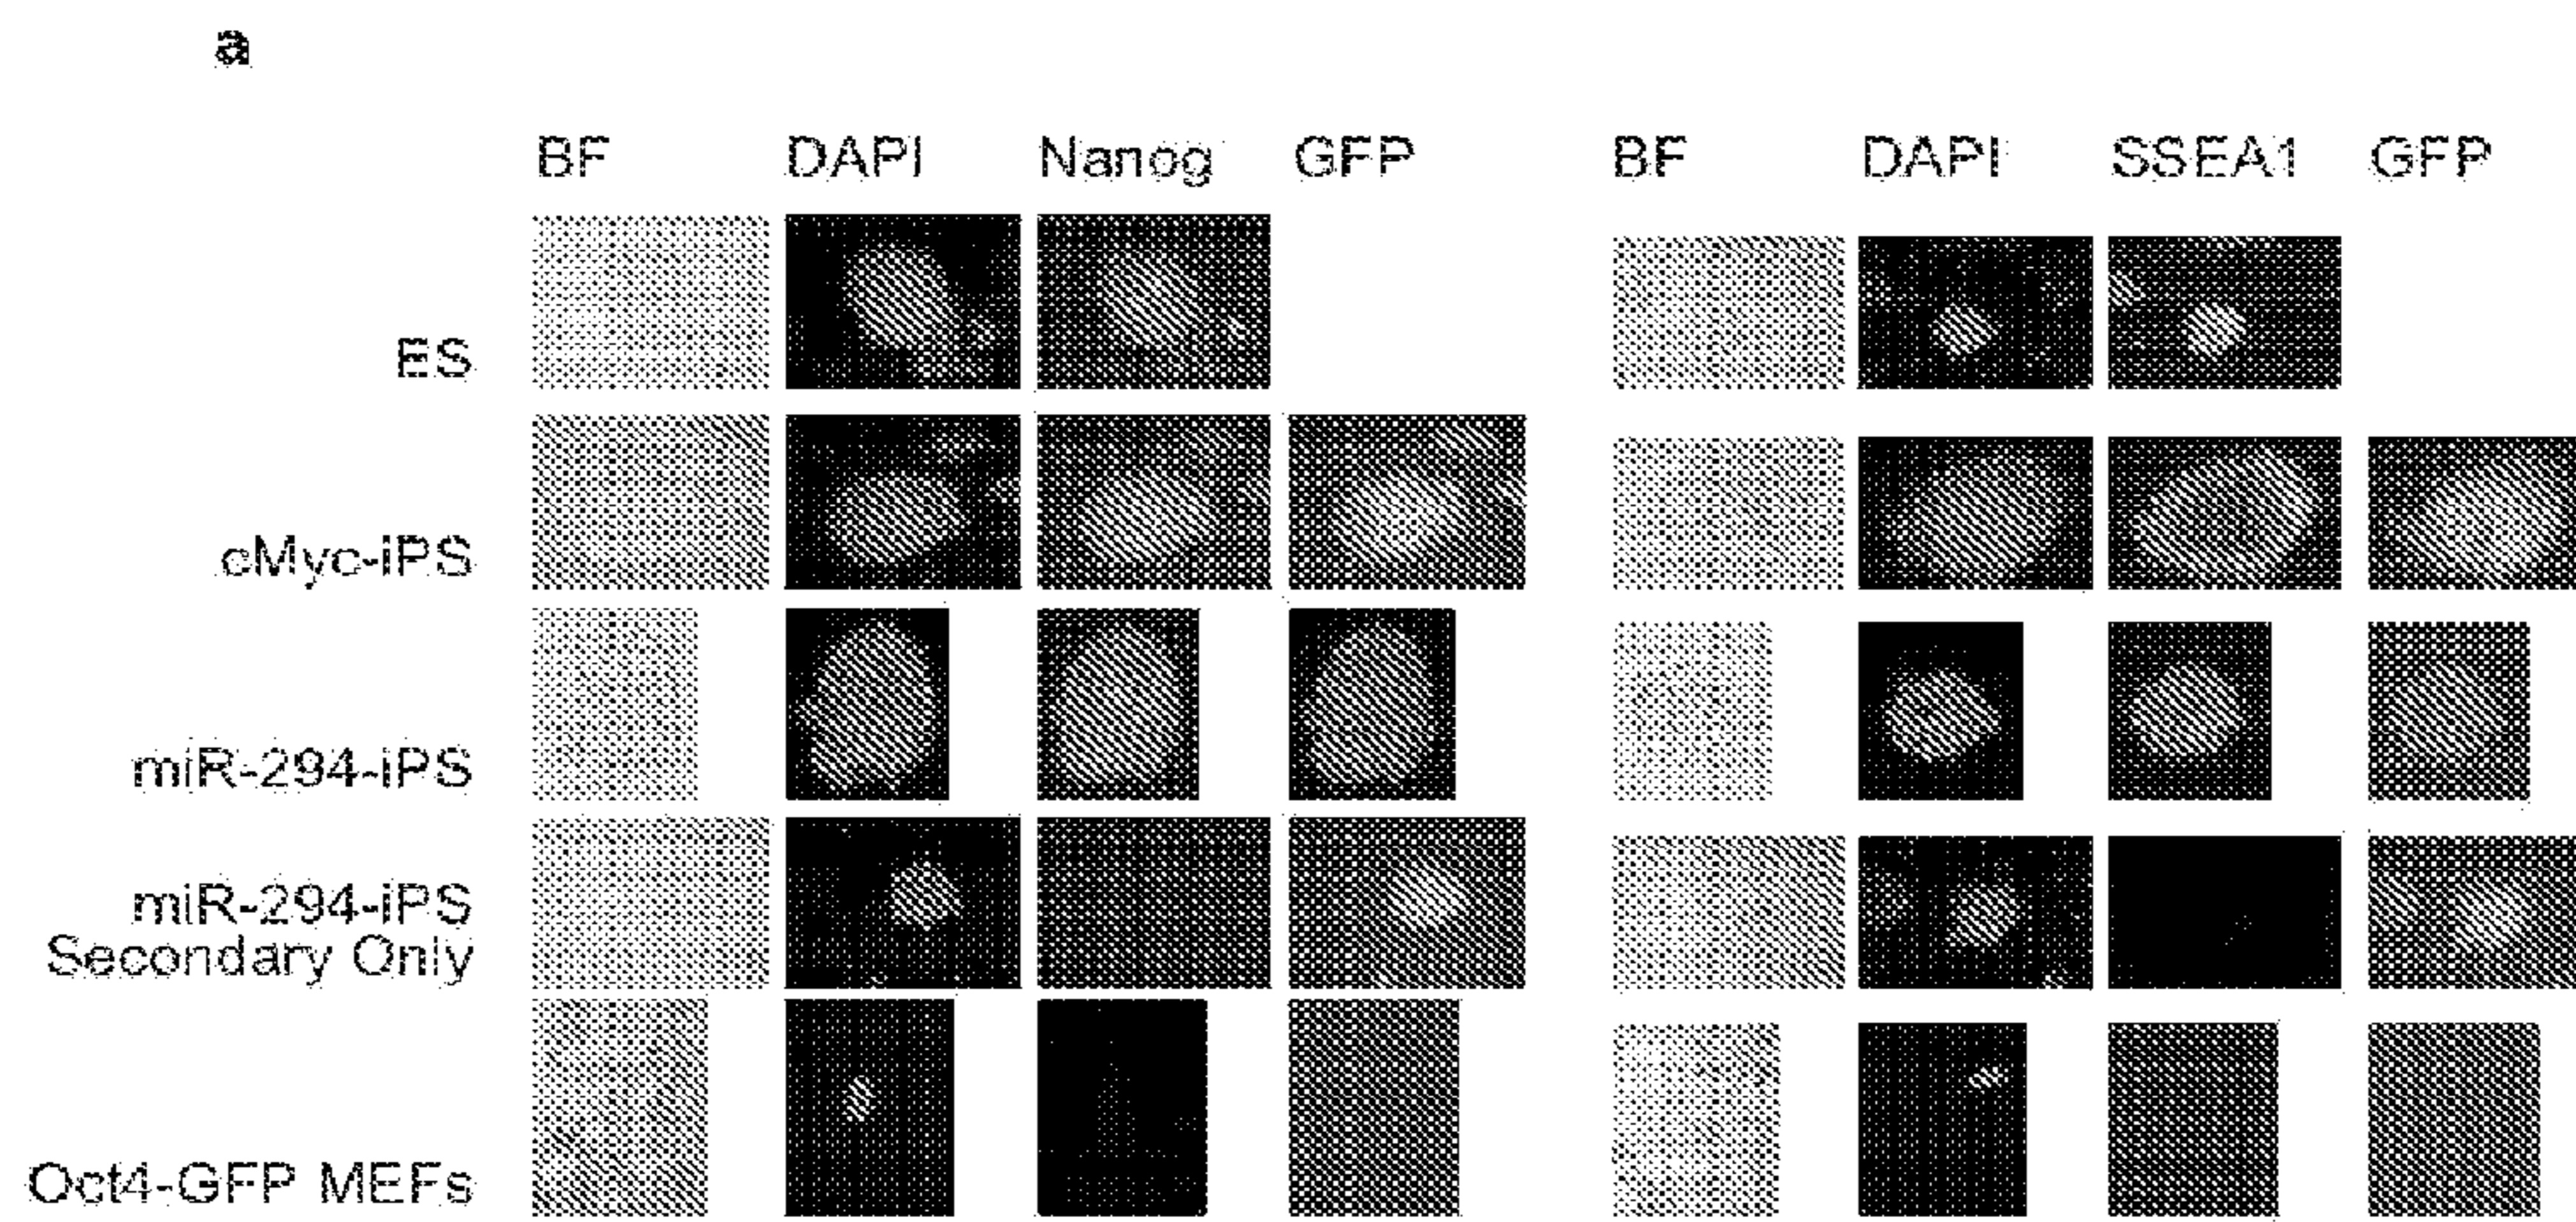 a
BF DAPI Nanog GFP BF DAPI SSEA1 GFP
ES
cMyc-iPS
miR-294-iPS
miR-294-iPS
Secondary Only
Oct4-GFP MEFs